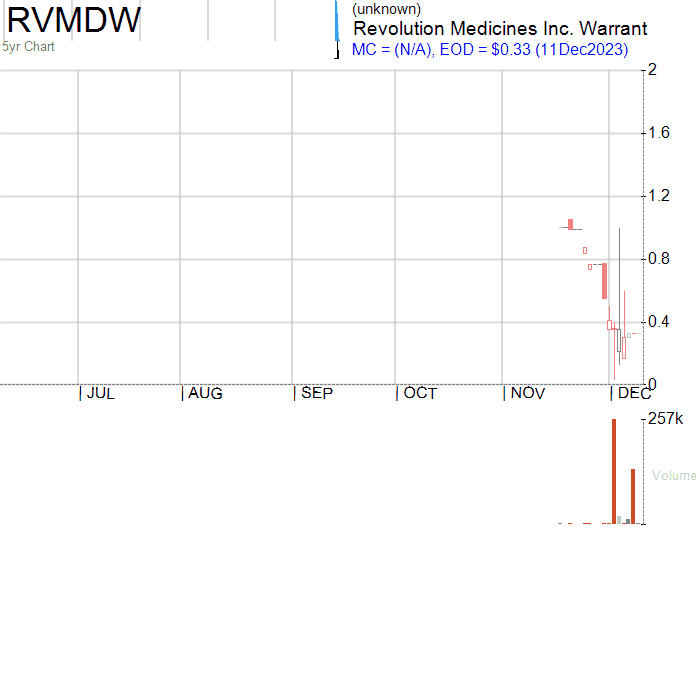 RVMDW
5yr Chart
(unknown)
Revolution Medicines Inc. Warrant
MC = (N/A), EOD = $0.33 (11Dec2023)
2
1.6
1.2
0.8
0.4
0
JUL AUG SEP OCT NOV DEC
257k
Volume